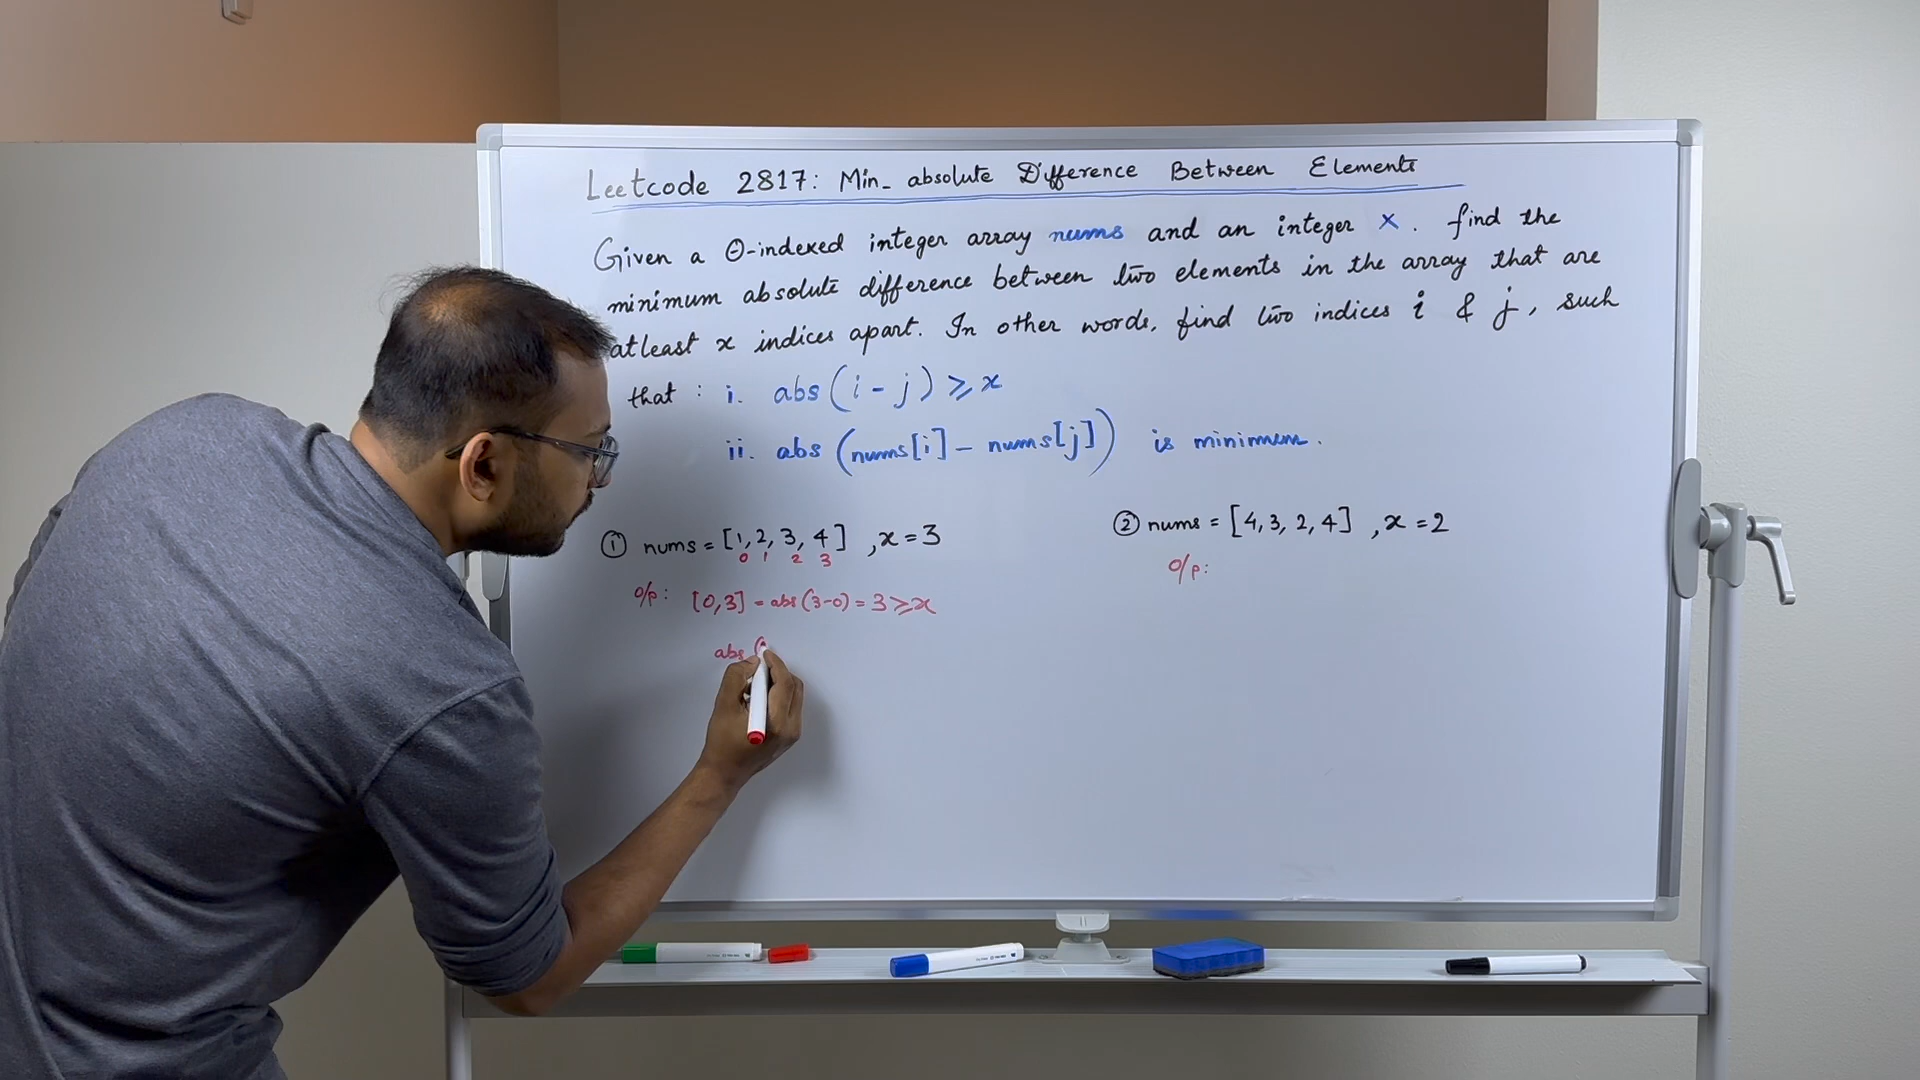 Leetcode 2817: Min_ absolute Difference Between Elements
Given a 0-indexed integer array nums and an integer x. find the
minimum absolute difference between two elements in the array that are
atleast x indices apart. In other words, find two indices i & j, such
that : i. abs (i - j) ⩾ x
ii. abs (nums[i] - nums[j]) is minimum.
① nums = [1, 2, 3, 4] , x = 3
0 1 2 3
o/p: [0,3] - abs (3-0) = 3 ⩾ x
abs (
② nums = [4, 3, 2, 4] , x = 2
o/p: